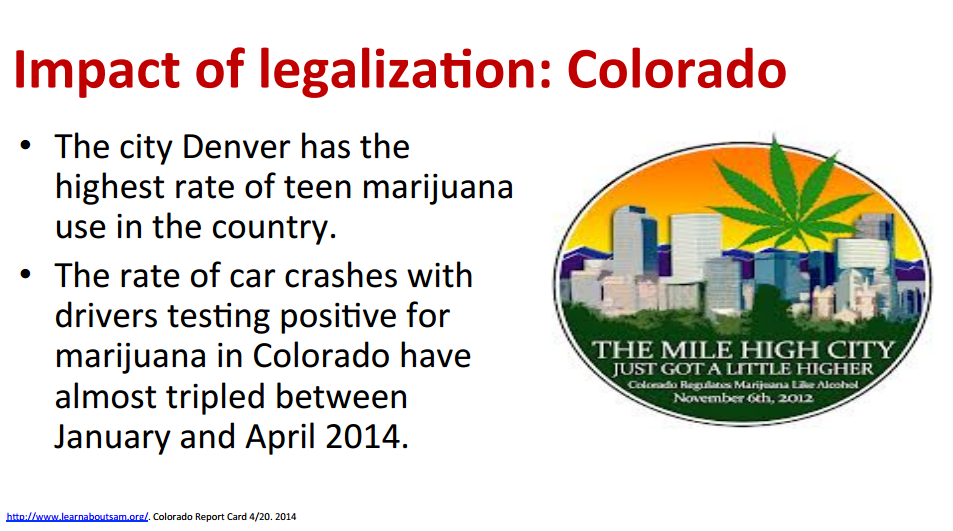 Impact of legalization: Colorado
• The city Denver has the
highest rate of teen marijuana
use in the country.
• The rate of car crashes with
drivers testing positive for
marijuana in Colorado have
almost tripled between
January and April 2014.
THE MILE HIGH CITY
JUST GOT A LITTLE HIGHER
Colorado Regulates Marijuana Like Alcohol
November 6th, 2012
http://www.learnaboutsam.org/. Colorado Report Card 4/20. 2014